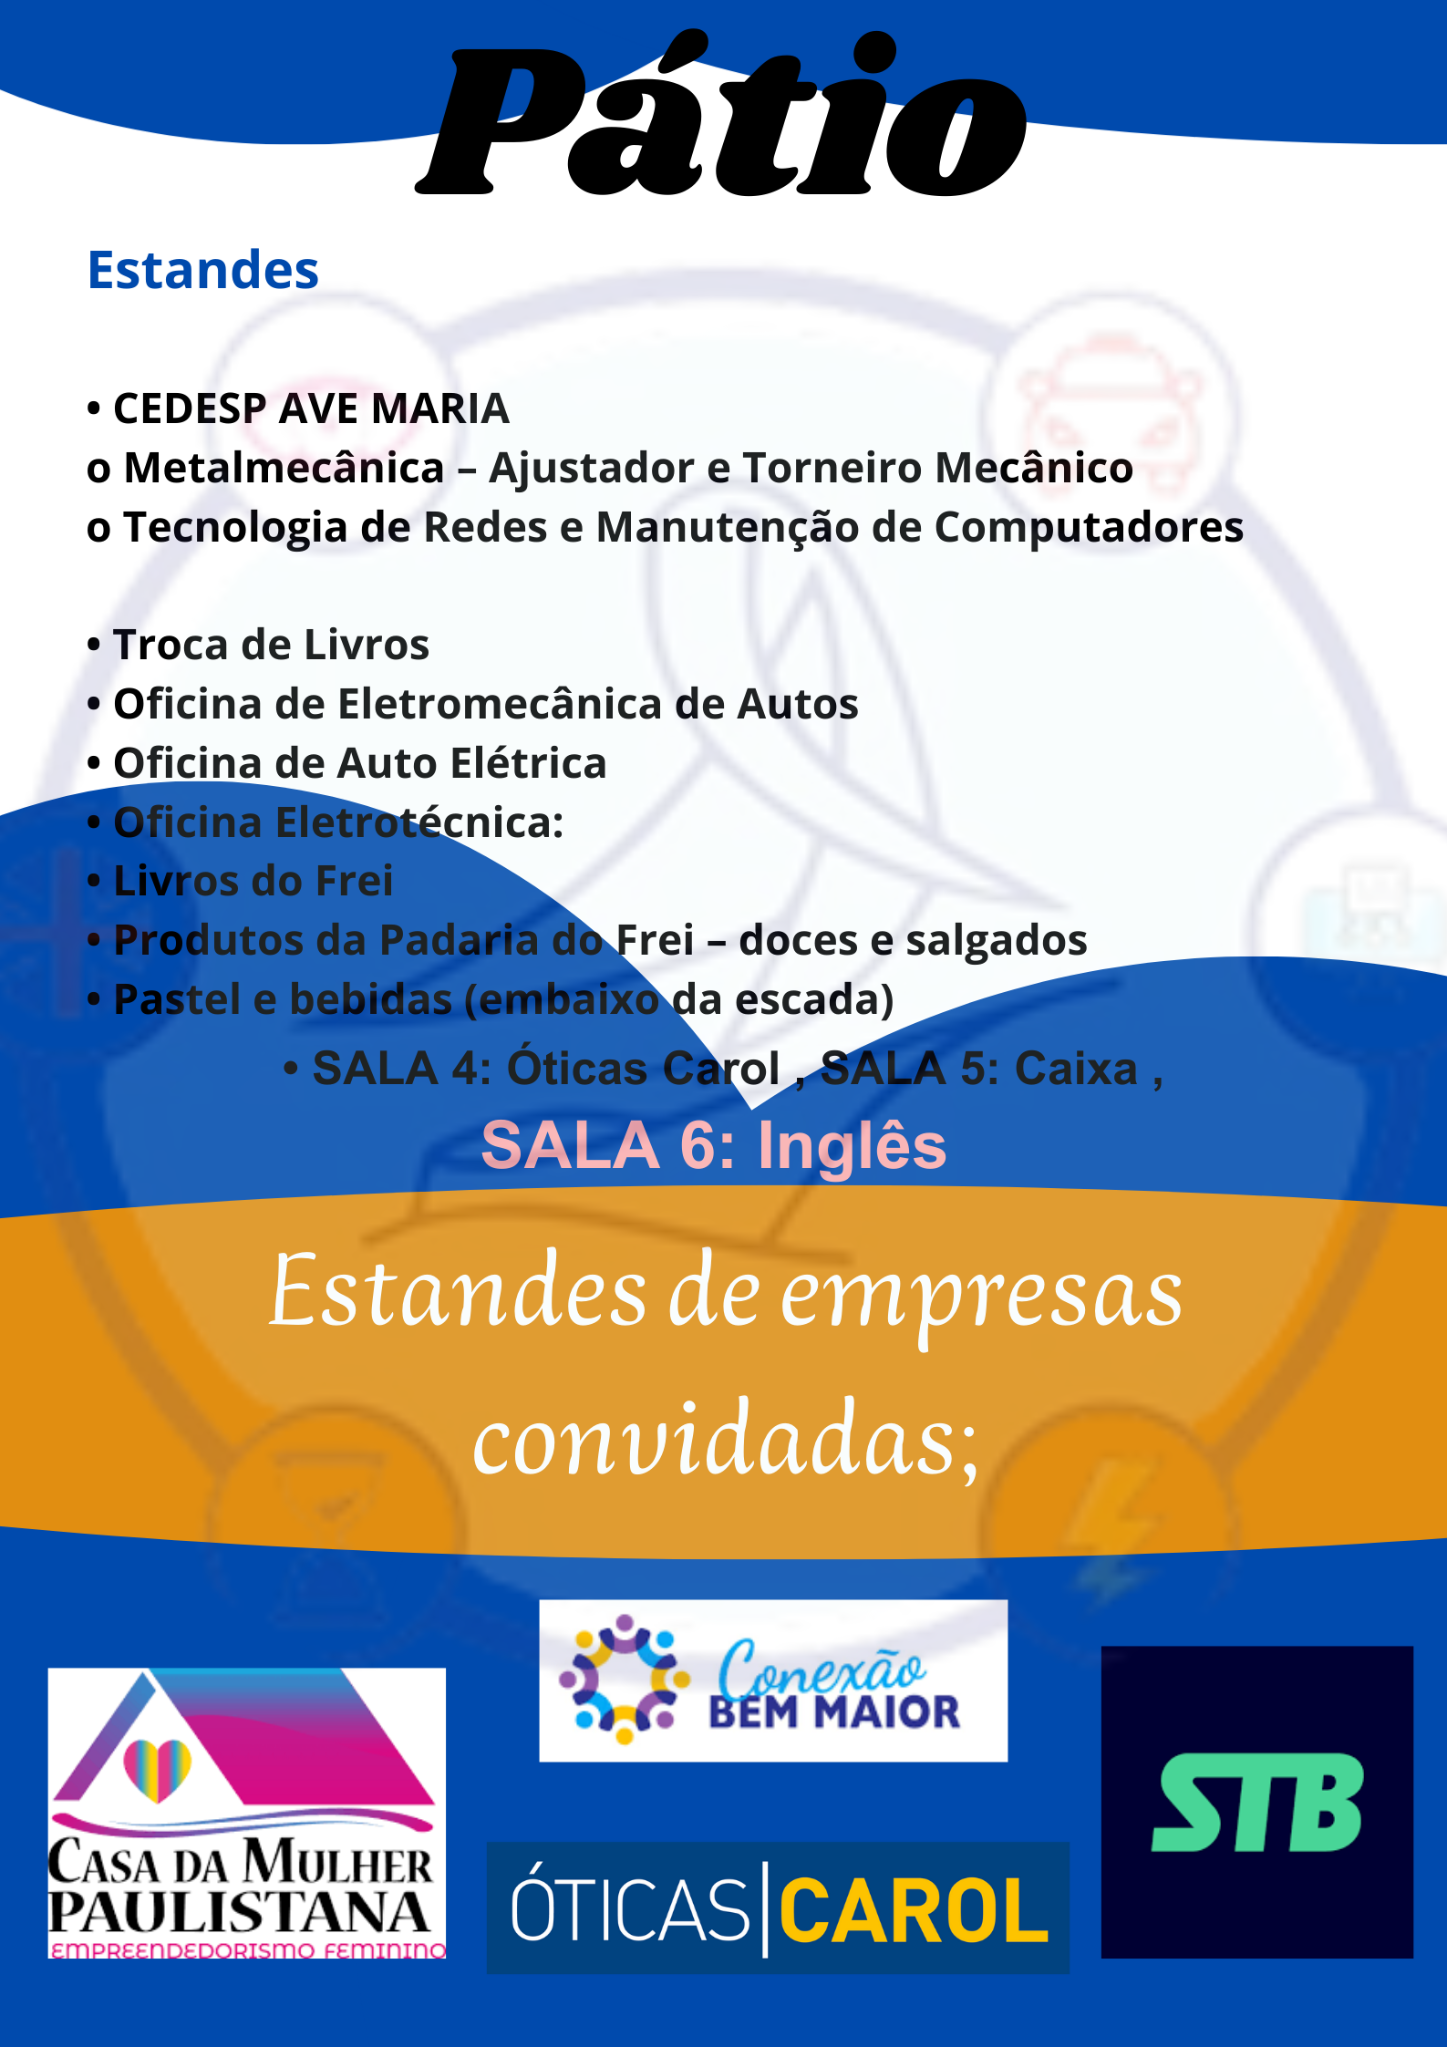 Pátio
Estandes
• CEDESP AVE MARIA
o Metalmecânica – Ajustador e Torneiro Mecânico
o Tecnologia de Redes e Manutenção de Computadores
• Troca de Livros
• Oficina de Eletromecânica de Autos
• Oficina de Auto Elétrica
• Oficina Eletrotécnica:
• Livros do Frei
• Produtos da Padaria do Frei – doces e salgados
• Pastel e bebidas (embaixo da escada)
• SALA 4: Óticas Carol , SALA 5: Caixa ,
SALA 6: Inglês
Estandes de empresas
convidadas;
Conexão
BEM MAIOR
CASA DA MULHER
PAULISTANA
EMPREENDEDORISMO FEMININO
ÓTICAS|CAROL
STB